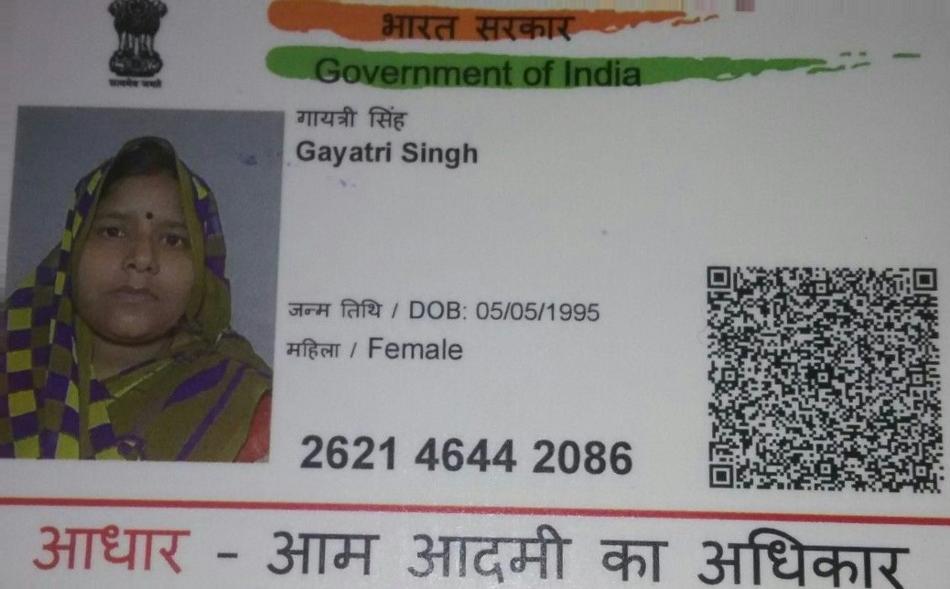 सत्यमेव जयते
भारत सरकार
Government of India
गायत्री सिंह
Gayatri Singh
जन्म तिथि / DOB: 05/05/1995
महिला / Female
2621 4644 2086
आधार - आम आदमी का अधिकार